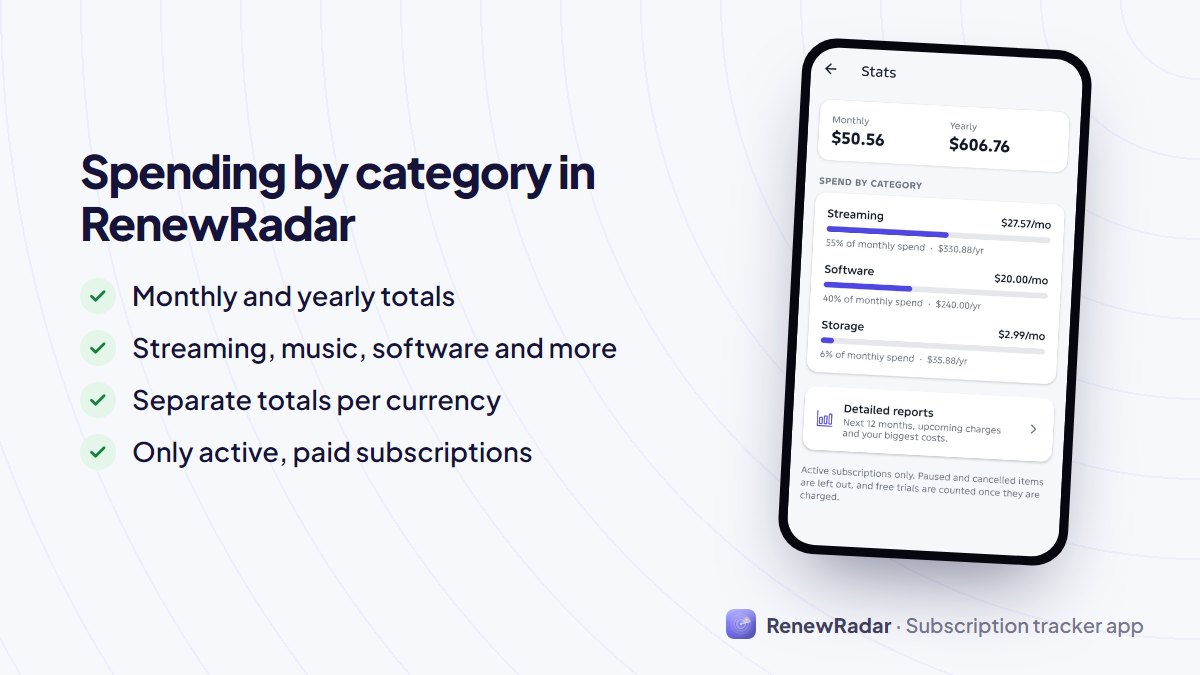 Spending by category in
RenewRadar
Monthly and yearly totals
Streaming, music, software and more
Separate totals per currency
Only active, paid subscriptions
Stats
Monthly
$50.56
Yearly
$606.76
SPEND BY CATEGORY
Streaming
$27.57/mo
55% of monthly spend · $330.88/yr
Software
$20.00/mo
40% of monthly spend · $240.00/yr
Storage
$2.99/mo
6% of monthly spend · $35.88/yr
Detailed reports
Next 12 months, upcoming charges
and your biggest costs.
Active subscriptions only. Paused and cancelled items
are left out, and free trials are counted once they are
charged.
RenewRadar · Subscription tracker app